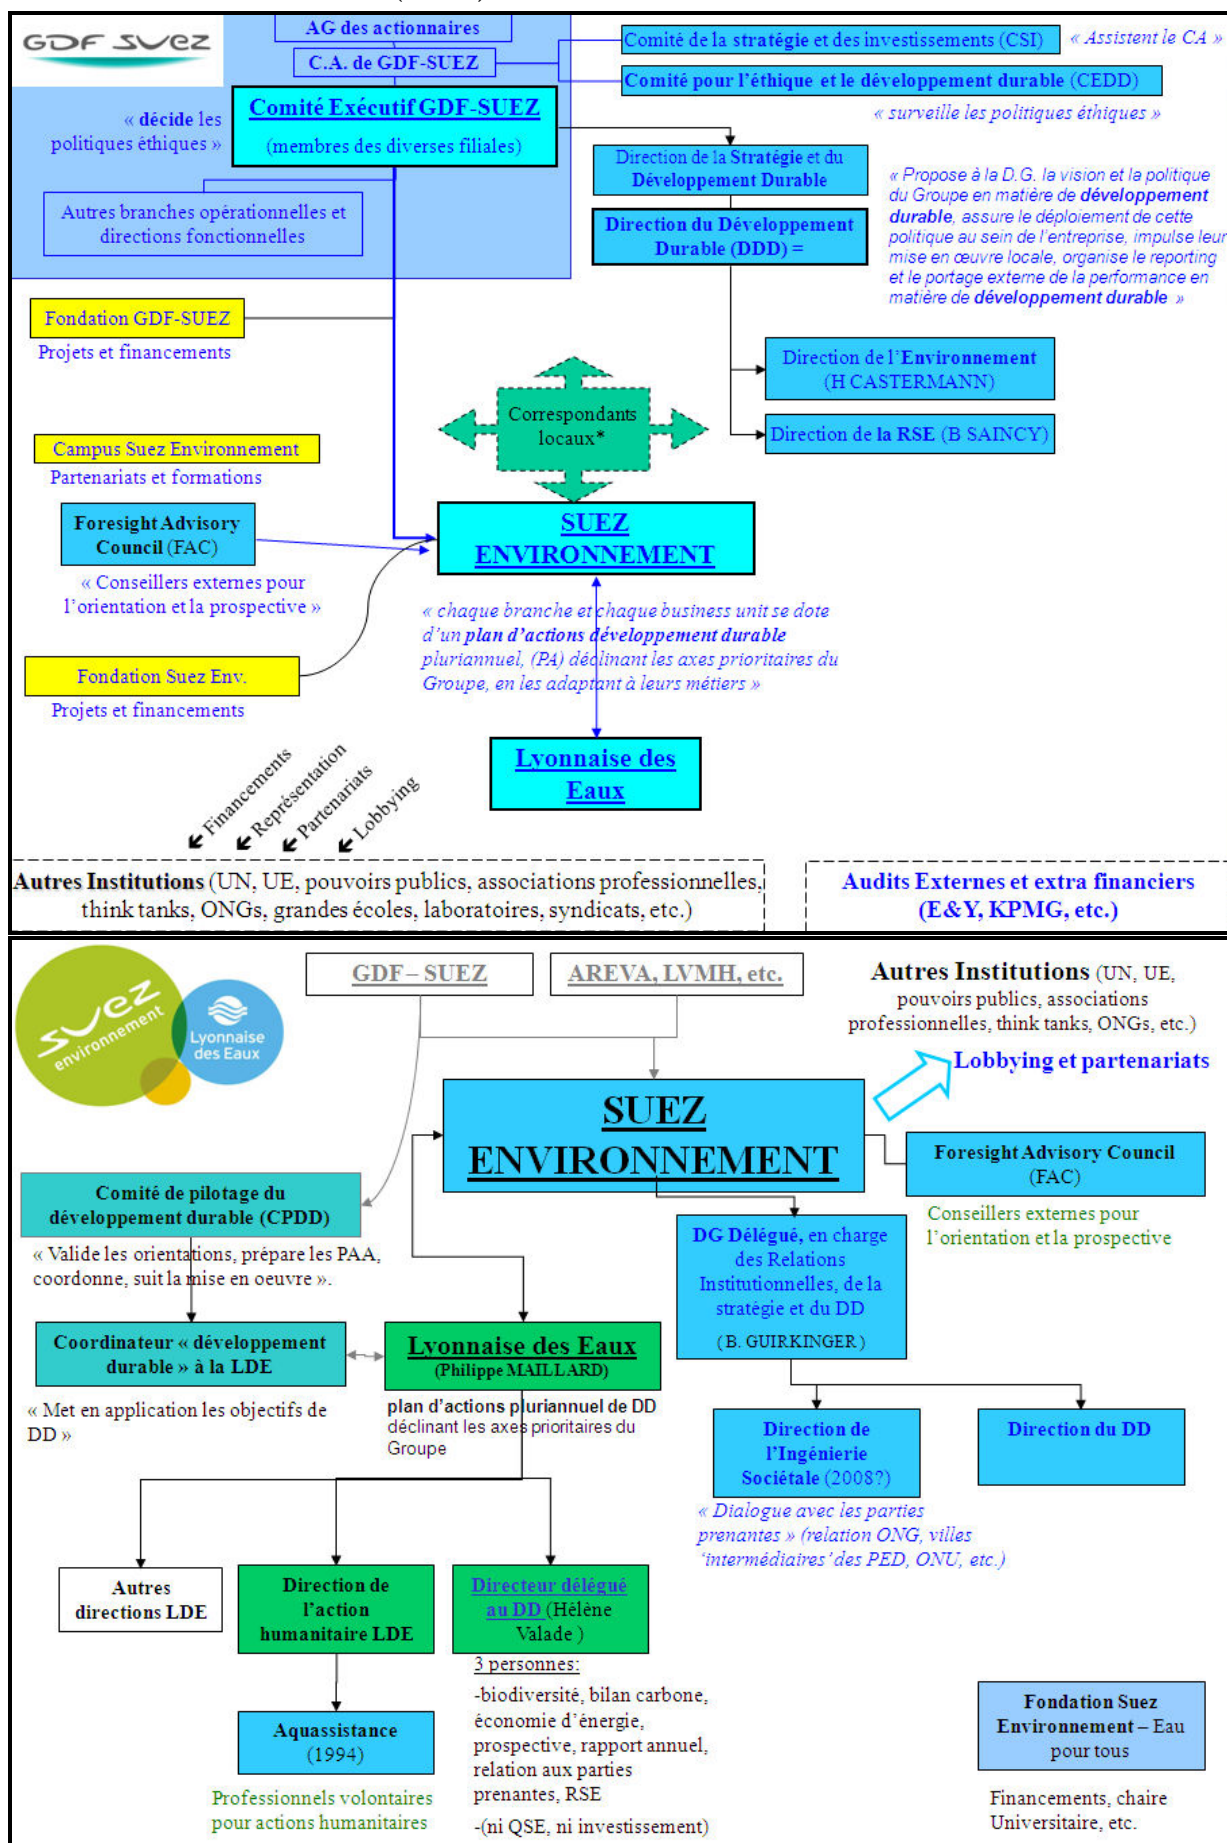 GDF SUEZ
AG des actionnaires
C.A. de GDF-SUEZ
Comité de la stratégie et des investissements (CSI)
« Assistent le CA »
Comité pour l'éthique et le développement durable (CEDD)
« surveille les politiques éthiques »
« décide les
politiques éthiques »
Comité Exécutif GDF-SUEZ
(membres des diverses filiales)
Autres branches opérationnelles et
directions fonctionnelles
Direction de la Stratégie et du
Développement Durable
Direction du Développement
Durable (DDD) =
« Propose à la D.G. la vision et la politique
du Groupe en matière de développement
durable, assure le déploiement de cette
politique au sein de l'entreprise, impulse leur
mise en œuvre locale, organise le reporting
et le portage externe de la performance en
matière de développement durable »
Fondation GDF-SUEZ
Projets et financements
Direction de l'Environnement
(H CASTERMANN)
Direction de la RSE (B SAINCY)
Correspondants
locaux*
Campus Suez Environnement
Partenariats et formations
Foresight Advisory
Council (FAC)
« Conseillers externes pour
l'orientation et la prospective »
SUEZ
ENVIRONNEMENT
« chaque branche et chaque business unit se dote
d'un plan d'actions développement durable
pluriannuel, (PA) déclinant les axes prioritaires du
Groupe, en les adaptant à leurs métiers »
Fondation Suez Env.
Projets et financements
Lyonnaise des
Eaux
Financements
Représentation
Partenariats
Lobbying
Autres Institutions (UN, UE, pouvoirs publics, associations professionnelles,
think tanks, ONGs, grandes écoles, laboratoires, syndicats, etc.)
Audits Externes et extra financiers
(E&Y, KPMG, etc.)
suez
environnement
Lyonnaise
des Eaux
GDF – SUEZ
AREVA, LVMH, etc.
Autres Institutions (UN, UE,
pouvoirs publics, associations
professionnelles, think tanks, ONGs, etc.)
Lobbying et partenariats
SUEZ
ENVIRONNEMENT
Foresight Advisory Council
(FAC)
Conseillers externes pour
l'orientation et la prospective
Comité de pilotage du
développement durable (CPDD)
« Valide les orientations, prépare les PAA,
coordonne, suit la mise en oeuvre ».
DG Délégué, en charge
des Relations
Institutionnelles, de la
stratégie et du DD
( B. GUIRKINGER )
Coordinateur « développement
durable » à la LDE
« Met en application les objectifs de
DD »
Lyonnaise des Eaux
(Philippe MAILLARD)
plan d'actions pluriannuel de DD
déclinant les axes prioritaires du
Groupe
Direction de
l'Ingénierie
Sociétale (2008?)
Direction du DD
« Dialogue avec les parties
prenantes » (relation ONG, villes
'intermédiaires' des PED, ONU, etc.)
Autres
directions LDE
Direction de
l'action
humanitaire LDE
Directeur délégué
au DD (Hélène
Valade )
3 personnes:
-biodiversité, bilan carbone,
économie d'énergie,
prospective, rapport annuel,
relation aux parties
prenantes, RSE
-(ni QSE, ni investissement)
Aquassistance
(1994)
Professionnels volontaires
pour actions humanitaires
Fondation Suez
Environnement – Eau
pour tous
Financements, chaire
Universitaire, etc.